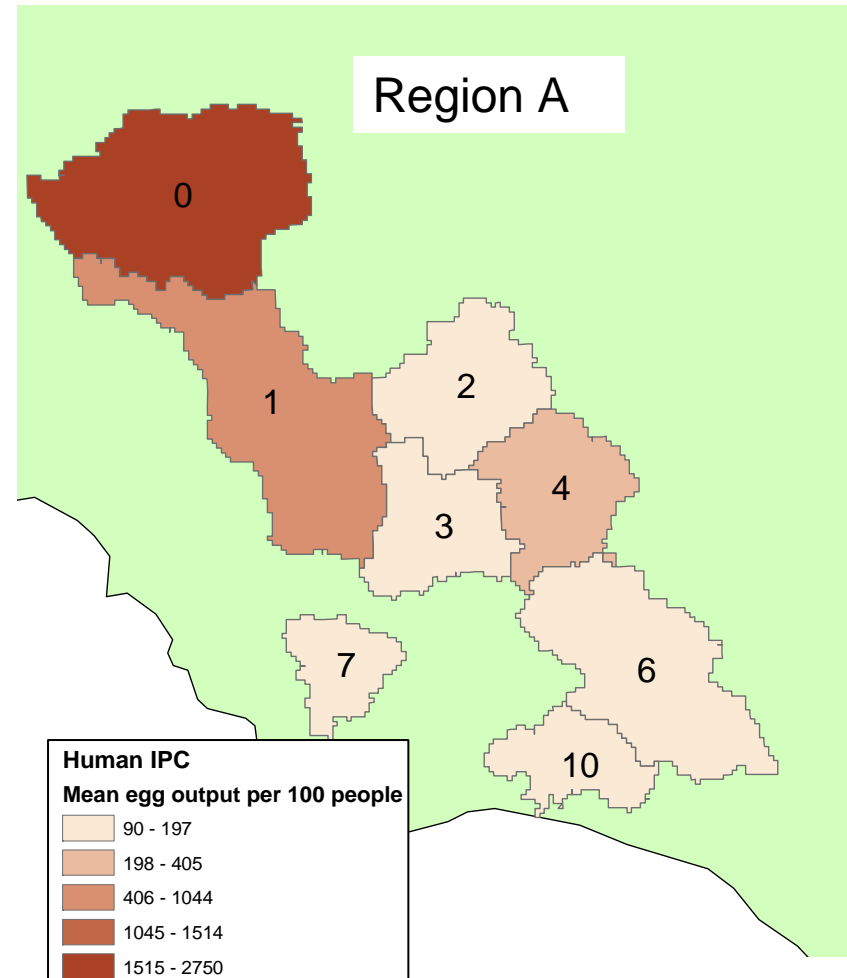 Region A
0
1
2
4
3
7
6
10
Human IPC
Mean egg output per 100 people
90 - 197
198 - 405
406 - 1044
1045 - 1514
1515 - 2750